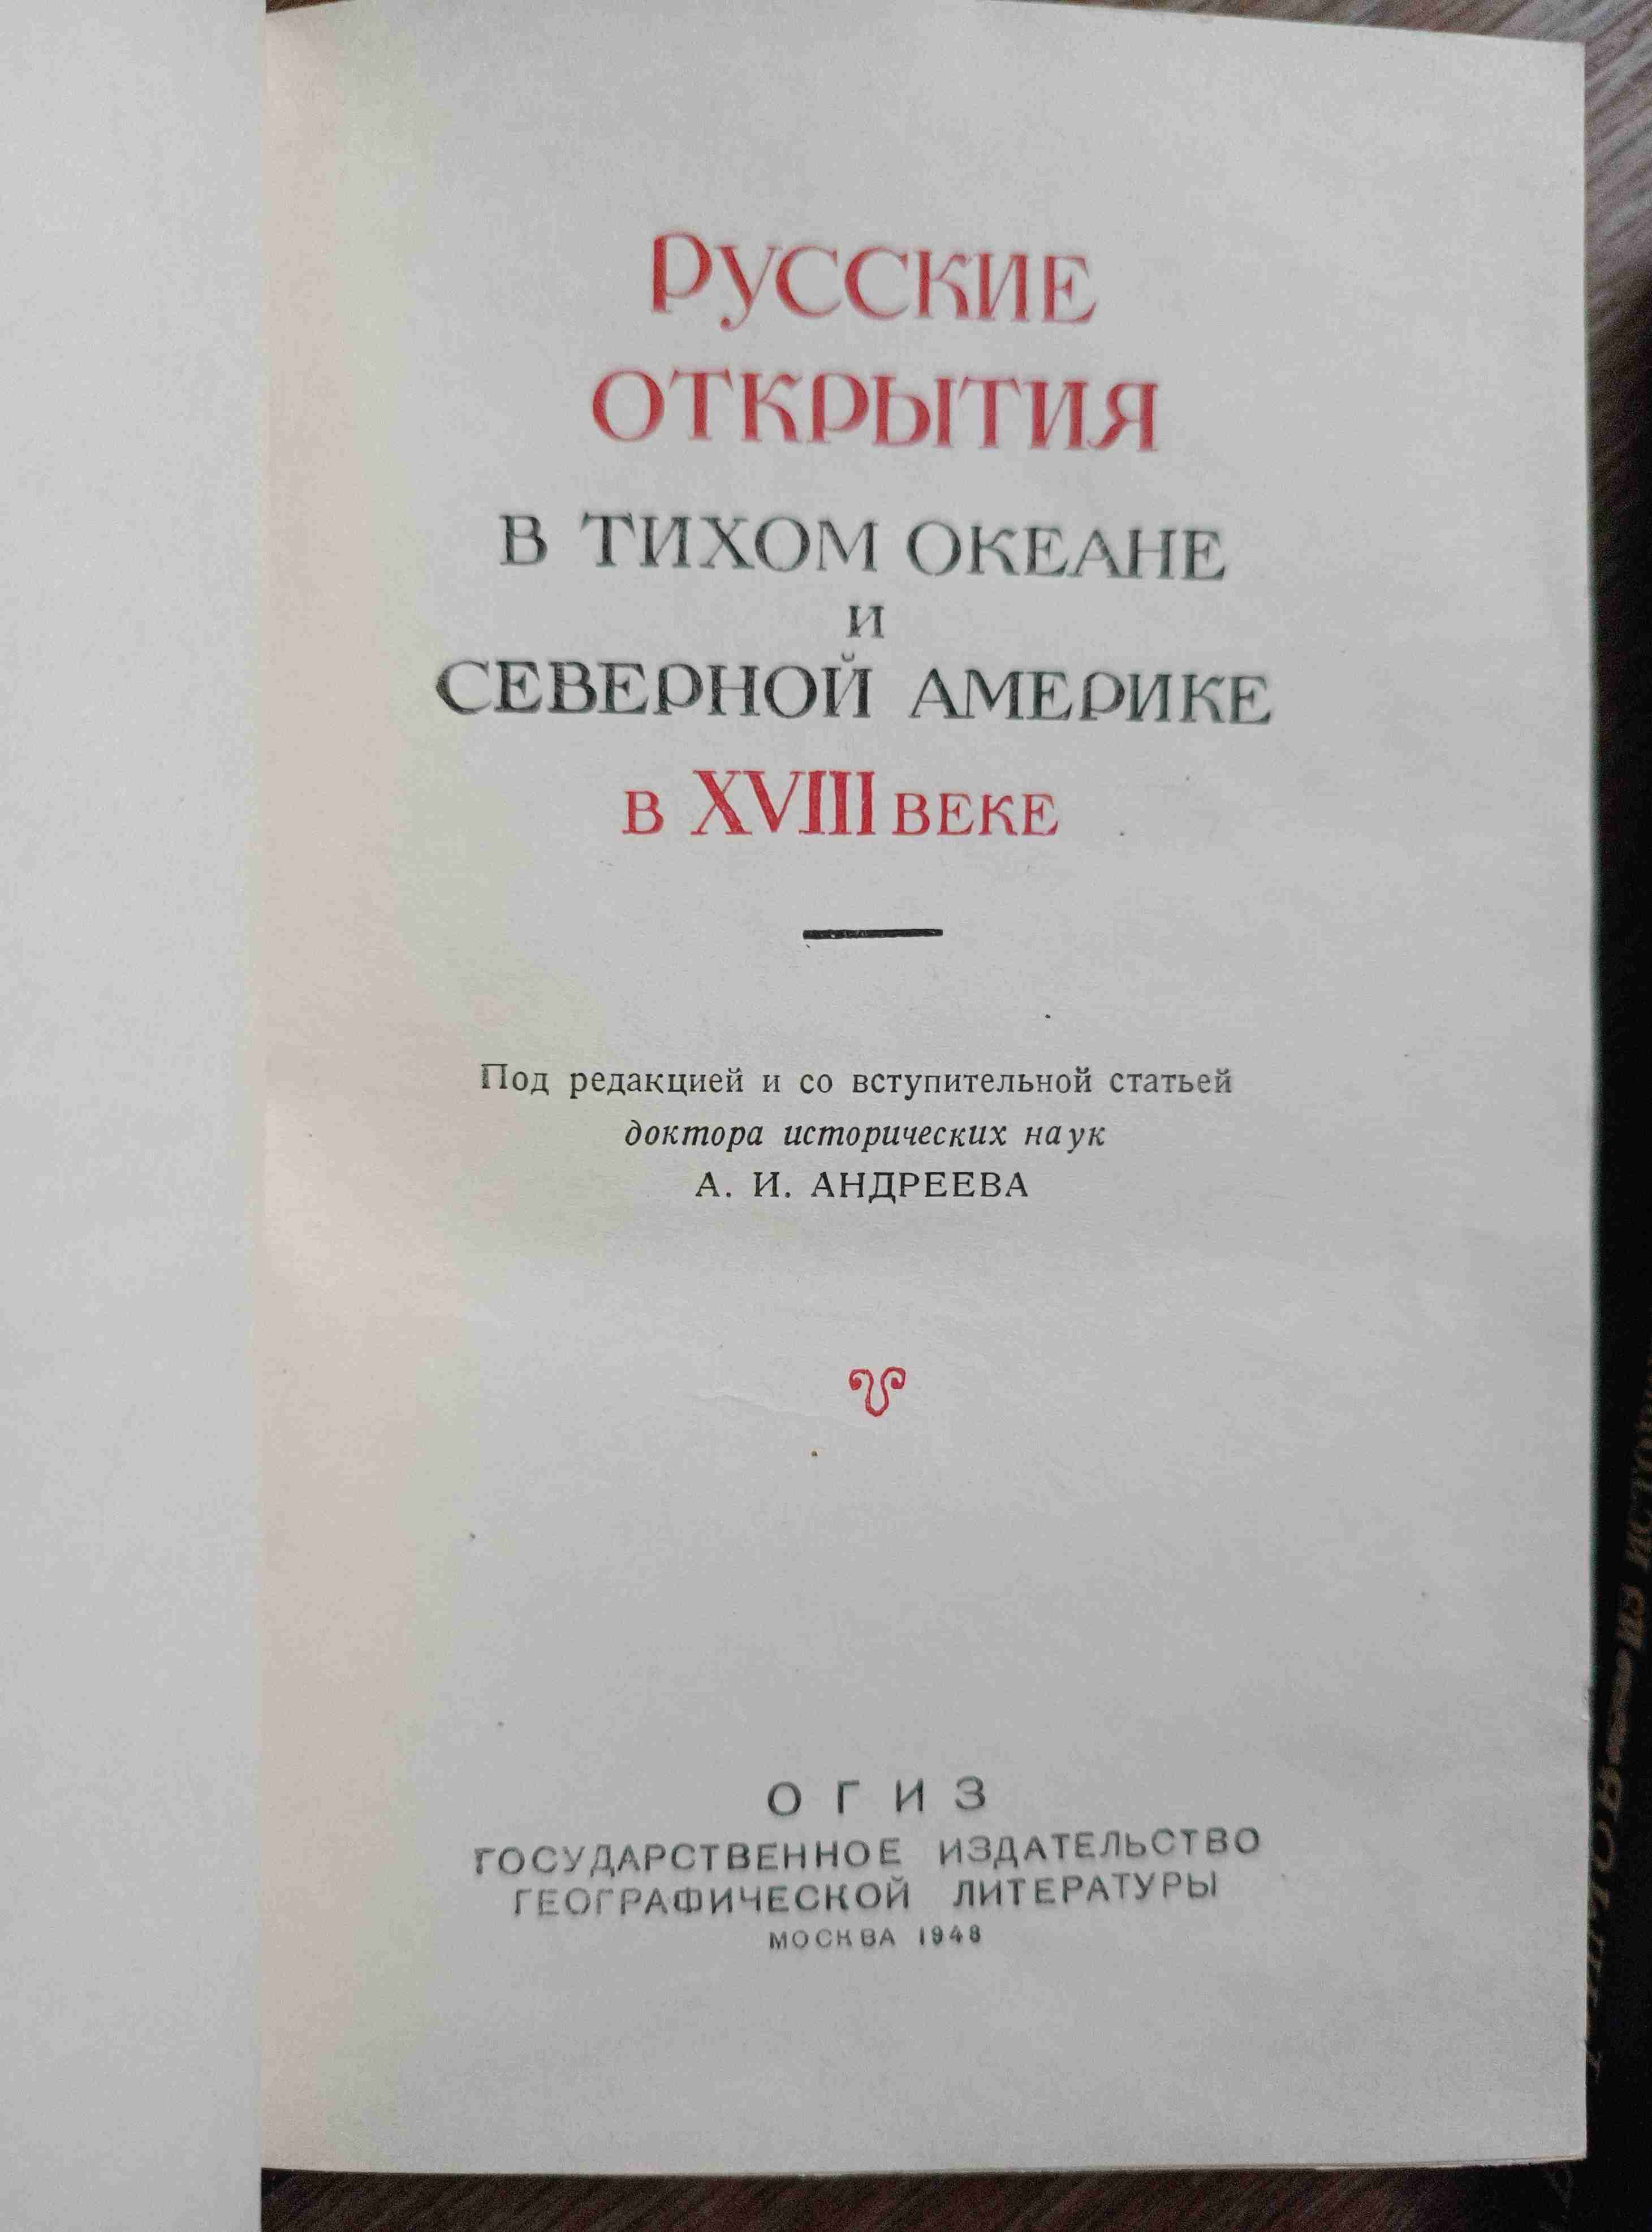 РУССКИЕ
ОТКРЫТИЯ
В ТИХОМ ОКЕАНЕ
И
СЕВЕРНОЙ АМЕРИКЕ
В XVIII ВЕКЕ
Под редакцией и со вступительной статьей
доктора исторических наук
А. И. АНДРЕЕВА
ОГИЗ
ГОСУДАРСТВЕННОЕ ИЗДАТЕЛЬСТВО
ГЕОГРАФИЧЕСКОЙ ЛИТЕРАТУРЫ
МОСКВА 1948